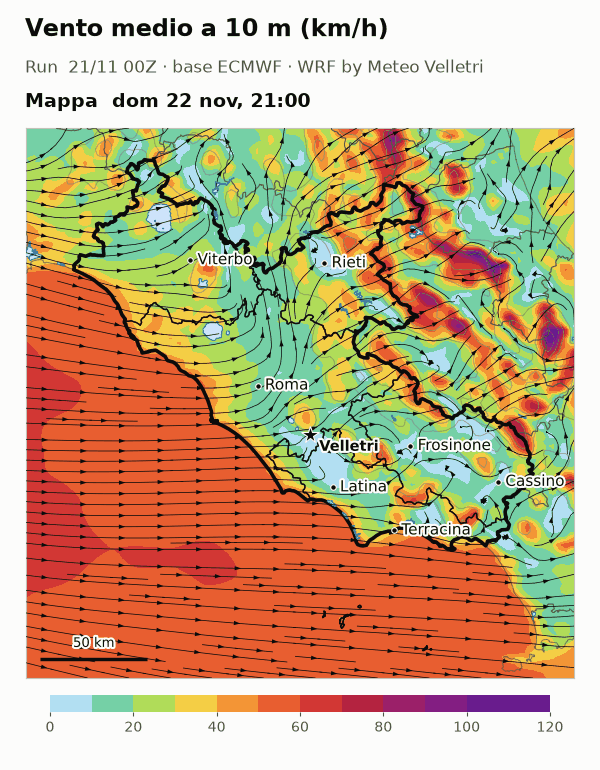 Vento medio a 10 m (km/h)
Run  21/11 00Z · base ECMWF · WRF by Meteo Velletri
Mappa  dom 22 nov, 21:00
Viterbo
Rieti
Roma
Velletri
Frosinone
Latina
Cassino
Terracina
50 km
0 20 40 60 80 100 120